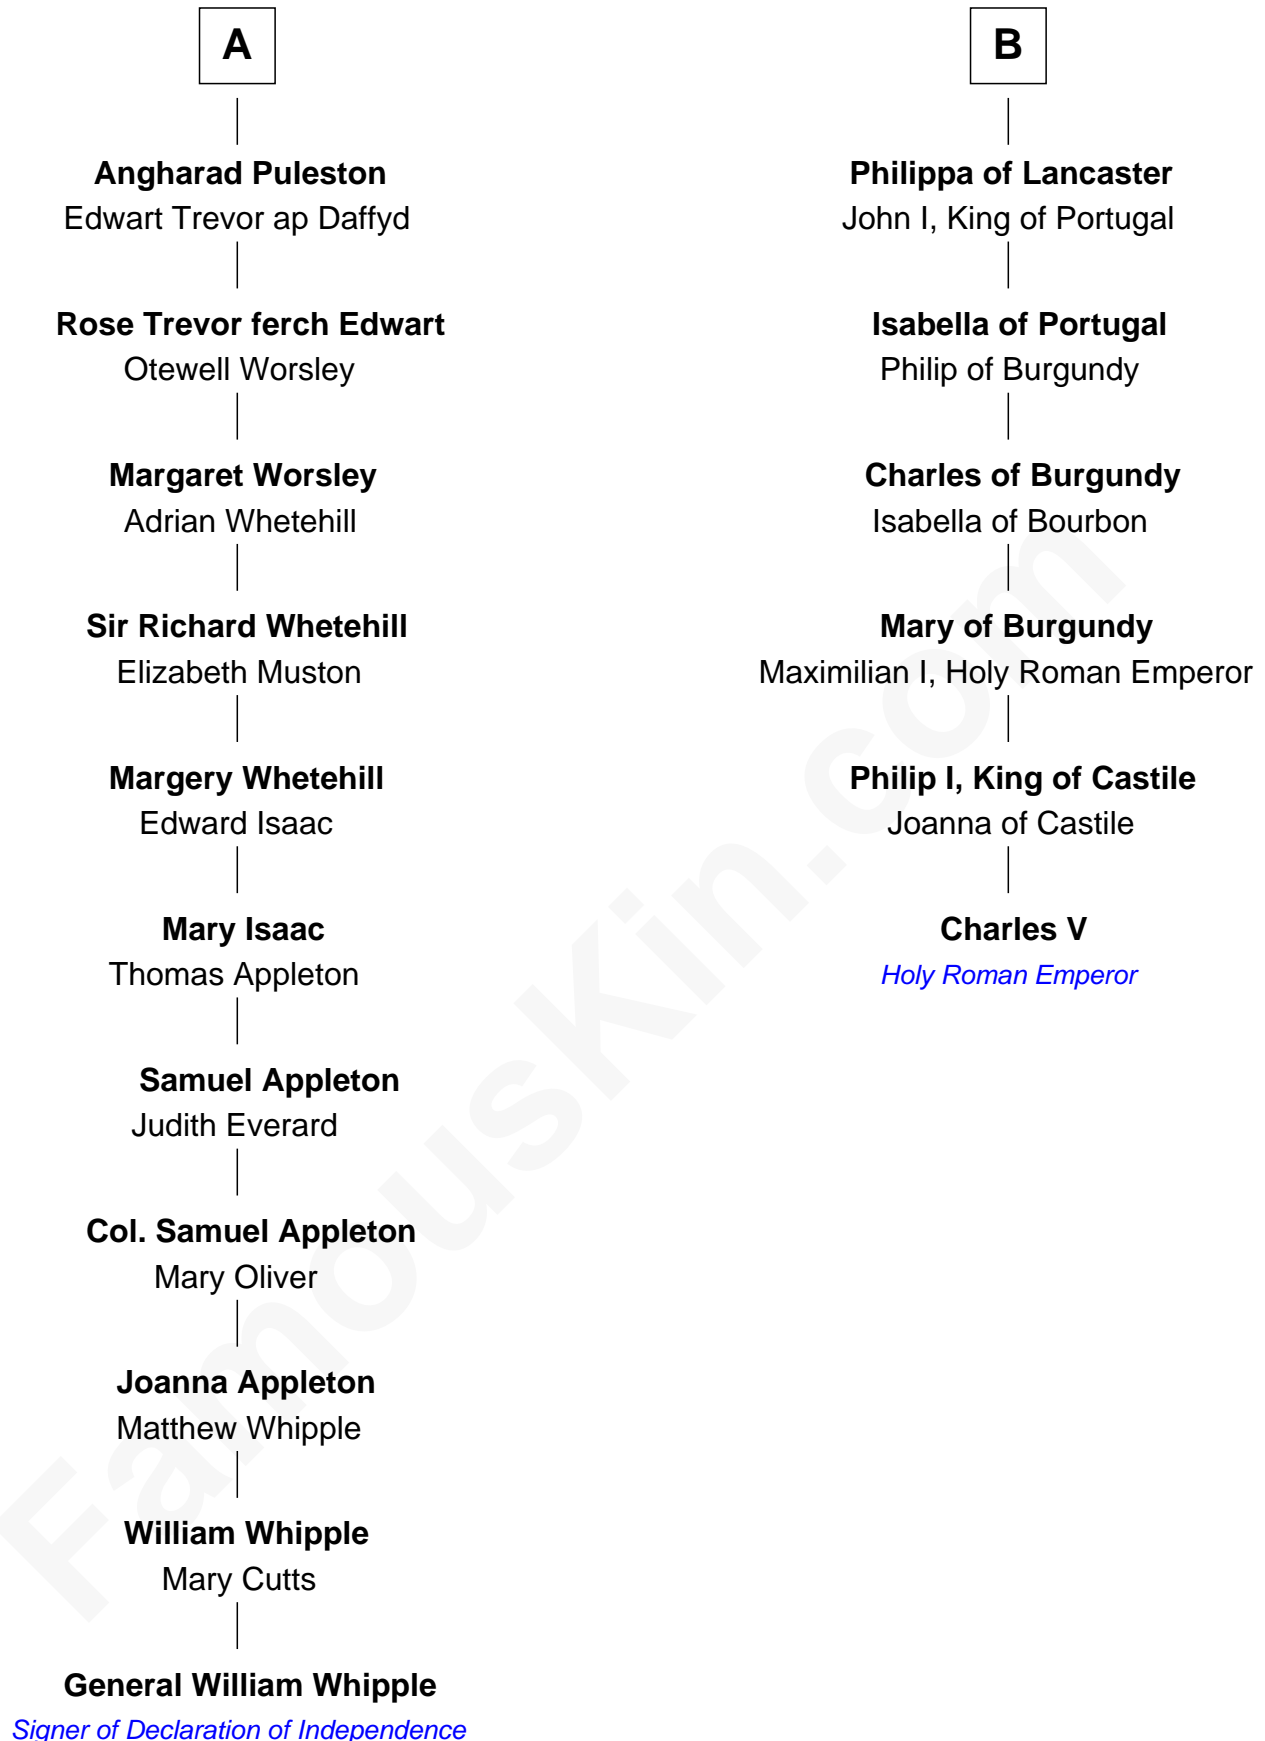 A
Angharad Puleston
Edwart Trevor ap Daffyd
Rose Trevor ferch Edwart
Otewell Worsley
Margaret Worsley
Adrian Whetehill
Sir Richard Whetehill
Elizabeth Muston
Margery Whetehill
Edward Isaac
Mary Isaac
Thomas Appleton
Samuel Appleton
Judith Everard
Col. Samuel Appleton
Mary Oliver
Joanna Appleton
Matthew Whipple
William Whipple
Mary Cutts
General William Whipple
Signer of Declaration of Independence
B
Philippa of Lancaster
John I, King of Portugal
Isabella of Portugal
Philip of Burgundy
Charles of Burgundy
Isabella of Bourbon
Mary of Burgundy
Maximilian I, Holy Roman Emperor
Philip I, King of Castile
Joanna of Castile
Charles V
Holy Roman Emperor
FamousKin.com